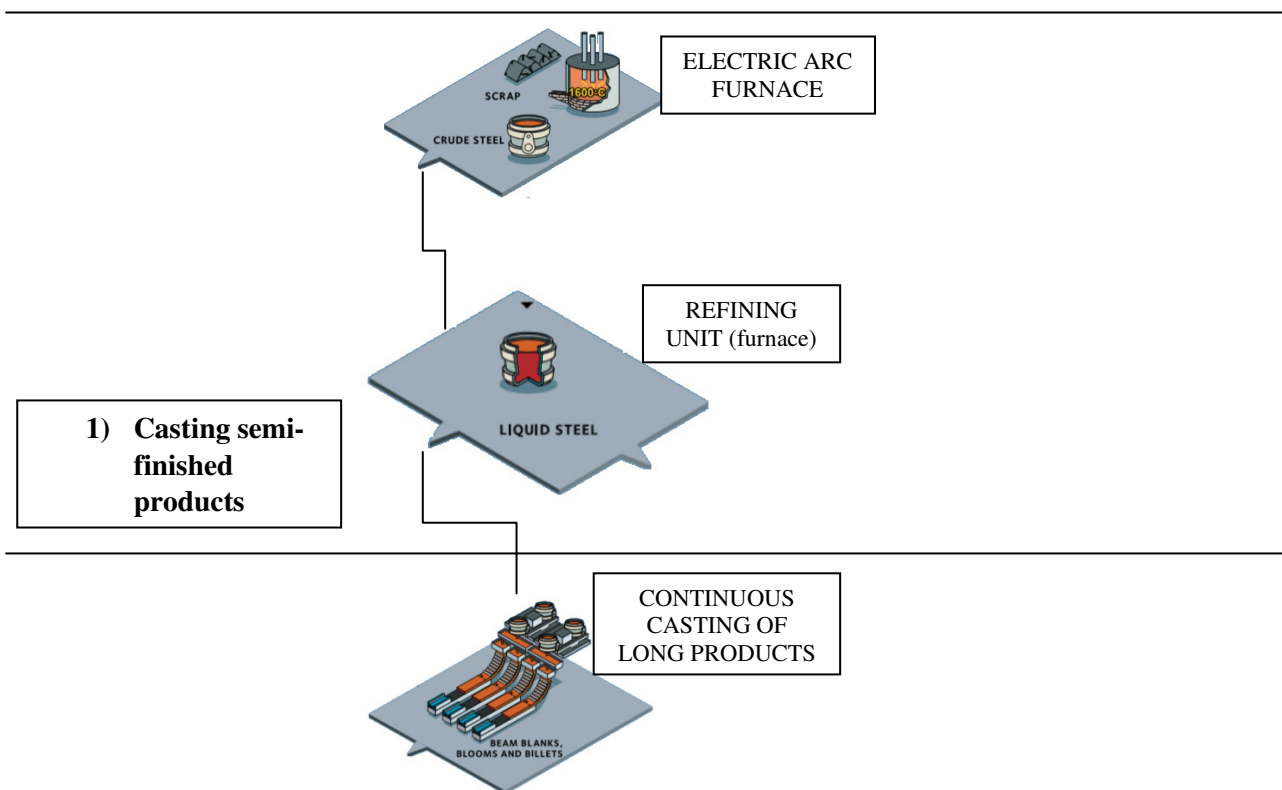 ELECTRIC ARC
FURNACE
SCRAP
1600°C
CRUDE STEEL
REFINING
UNIT (furnace)
LIQUID STEEL
1) Casting semi-
finished
products
CONTINUOUS
CASTING OF
LONG PRODUCTS
BEAM BLANKS,
BLOOMS AND BILLETS